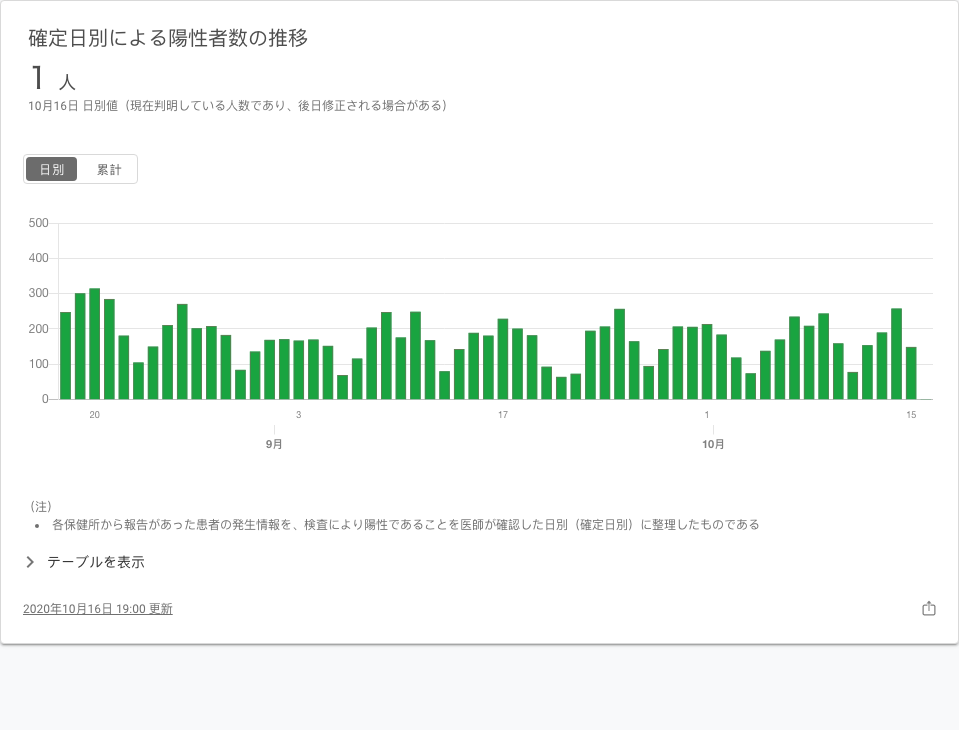 確定日別による陽性者数の推移
1 人
10月16日 日別値（現在判明している人数であり、後日修正される場合がある）
日別 累計
500
400
300
200
100
0
20 3 17 1 15
9月 10月
（注）
• 各保健所から報告があった患者の発生情報を、検査により陽性であることを医師が確認した日別（確定日別）に整理したものである
テーブルを表示
2020年10月16日 19:00 更新